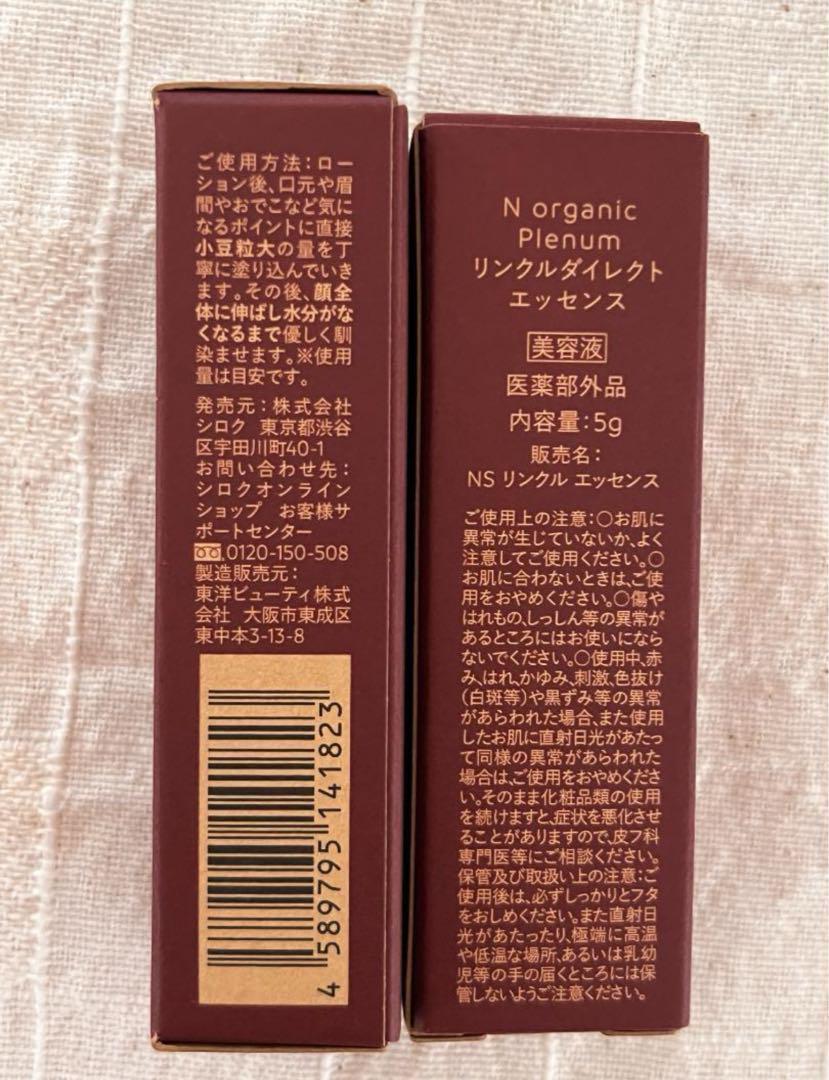 ご使用方法：ロー
ション後、口元や眉
間やおでこなど気に
なるポイントに直接
小豆粒大の量を丁
寧に塗り込んでいき
ます。その後、顔全
体に伸ばし水分がな
くなるまで優しく馴
染ませます。※使用
量は目安です。
発売元：株式会社
シロク 東京都渋谷
区宇田川町40-1
お問い合わせ先：
シロクオンライン
ショップ お客様サ
ポートセンター
0120-150-508
製造販売元：
東洋ビューティ株式
会社 大阪市東成区
東中本3-13-8
4 589795 141823
N organic
Plenum
リンクルダイレクト
エッセンス
美容液
医薬部外品
内容量：5g
販売名：
NS リンクル エッセンス
ご使用上の注意：○お肌に
異常が生じていないか、よく
注意してご使用ください。○
お肌に合わないときは、ご使
用をおやめください。○傷や
はれもの、しっしん等の異常が
あるところにはお使いになら
ないでください。○使用中、赤
み、はれ、かゆみ、刺激、色抜け
（白斑等）や黒ずみ等の異常
があらわれた場合、また使用
したお肌に直射日光があたっ
て同様の異常があらわれた
場合は、ご使用をおやめくださ
い。そのまま化粧品類の使用
を続けますと、症状を悪化させ
ることがありますので、皮フ科
専門医等にご相談ください。
保管及び取扱い上の注意：ご
使用後は、必ずしっかりとフタ
をおしめください。また直射日
光があたったり、極端に高温
や低温な場所、あるいは乳幼
児等の手の届くところには保
管しないようご注意ください。